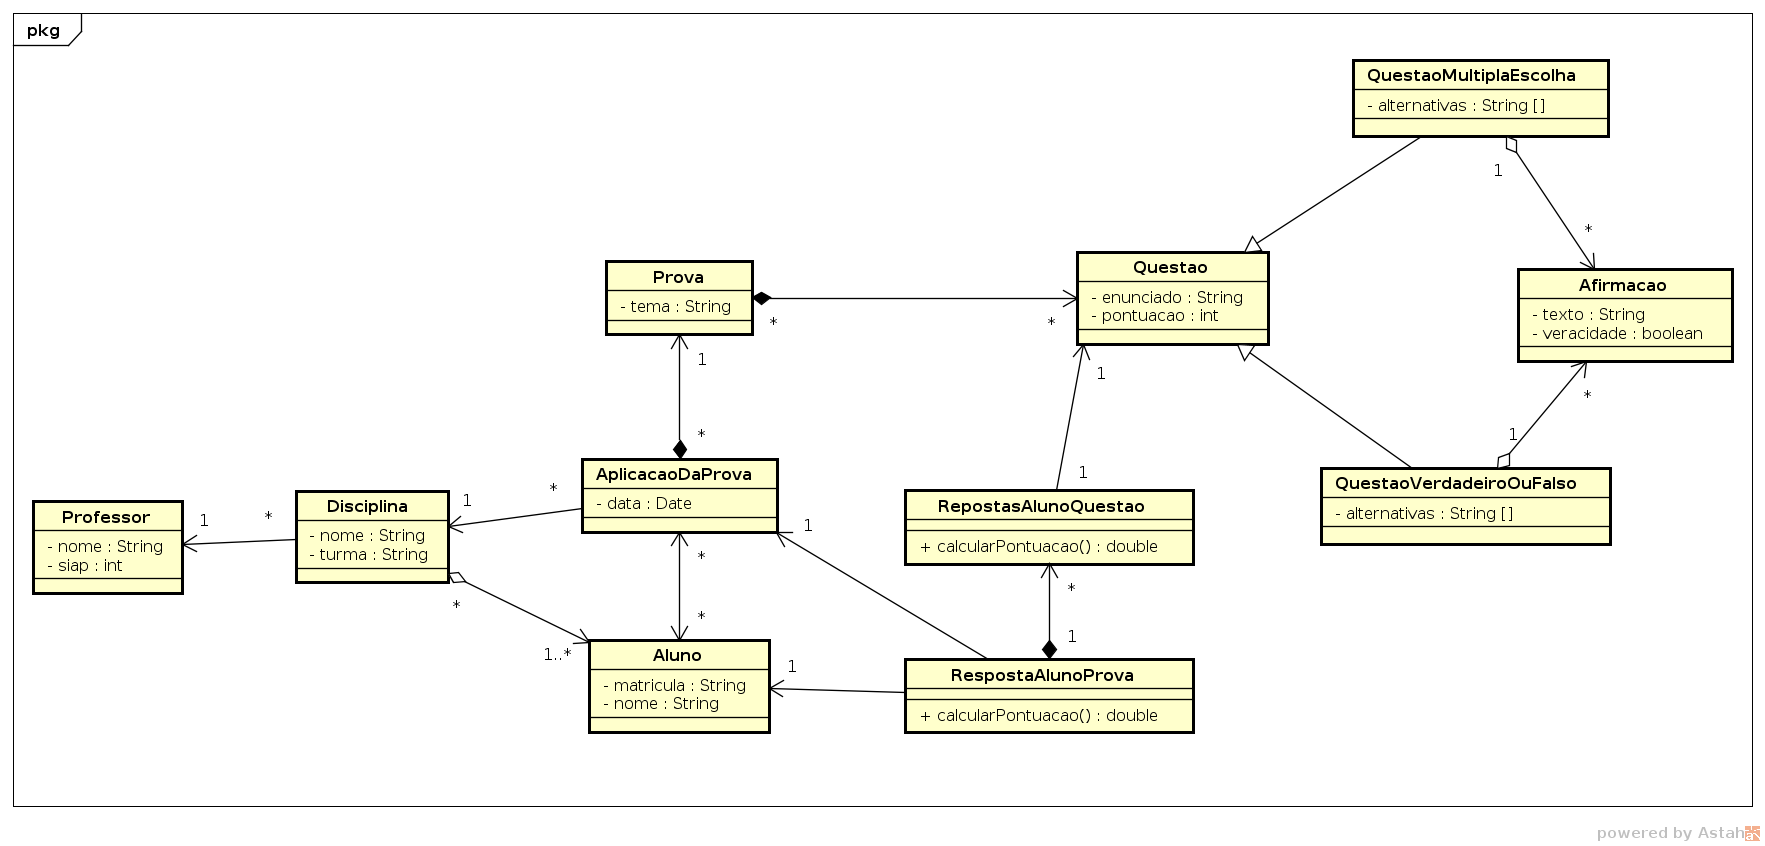 pkg
QuestaoMultiplaEscolha
- alternativas : String []
1
*
Prova
- tema : String
*
*
Questao
- enunciado : String
- pontuacao : int
Afirmacao
- texto : String
- veracidade : boolean
1
1
*
*
1
AplicacaoDaProva
- data : Date
1
QuestaoVerdadeiroOuFalso
- alternativas : String []
Professor
- nome : String
- siap : int
1
*
Disciplina
- nome : String
- turma : String
1
*
1
RepostasAlunoQuestao
+ calcularPontuacao() : double
*
*
*
1..*
*
1
Aluno
- matricula : String
- nome : String
1
RespostaAlunoProva
+ calcularPontuacao() : double
powered by Astah